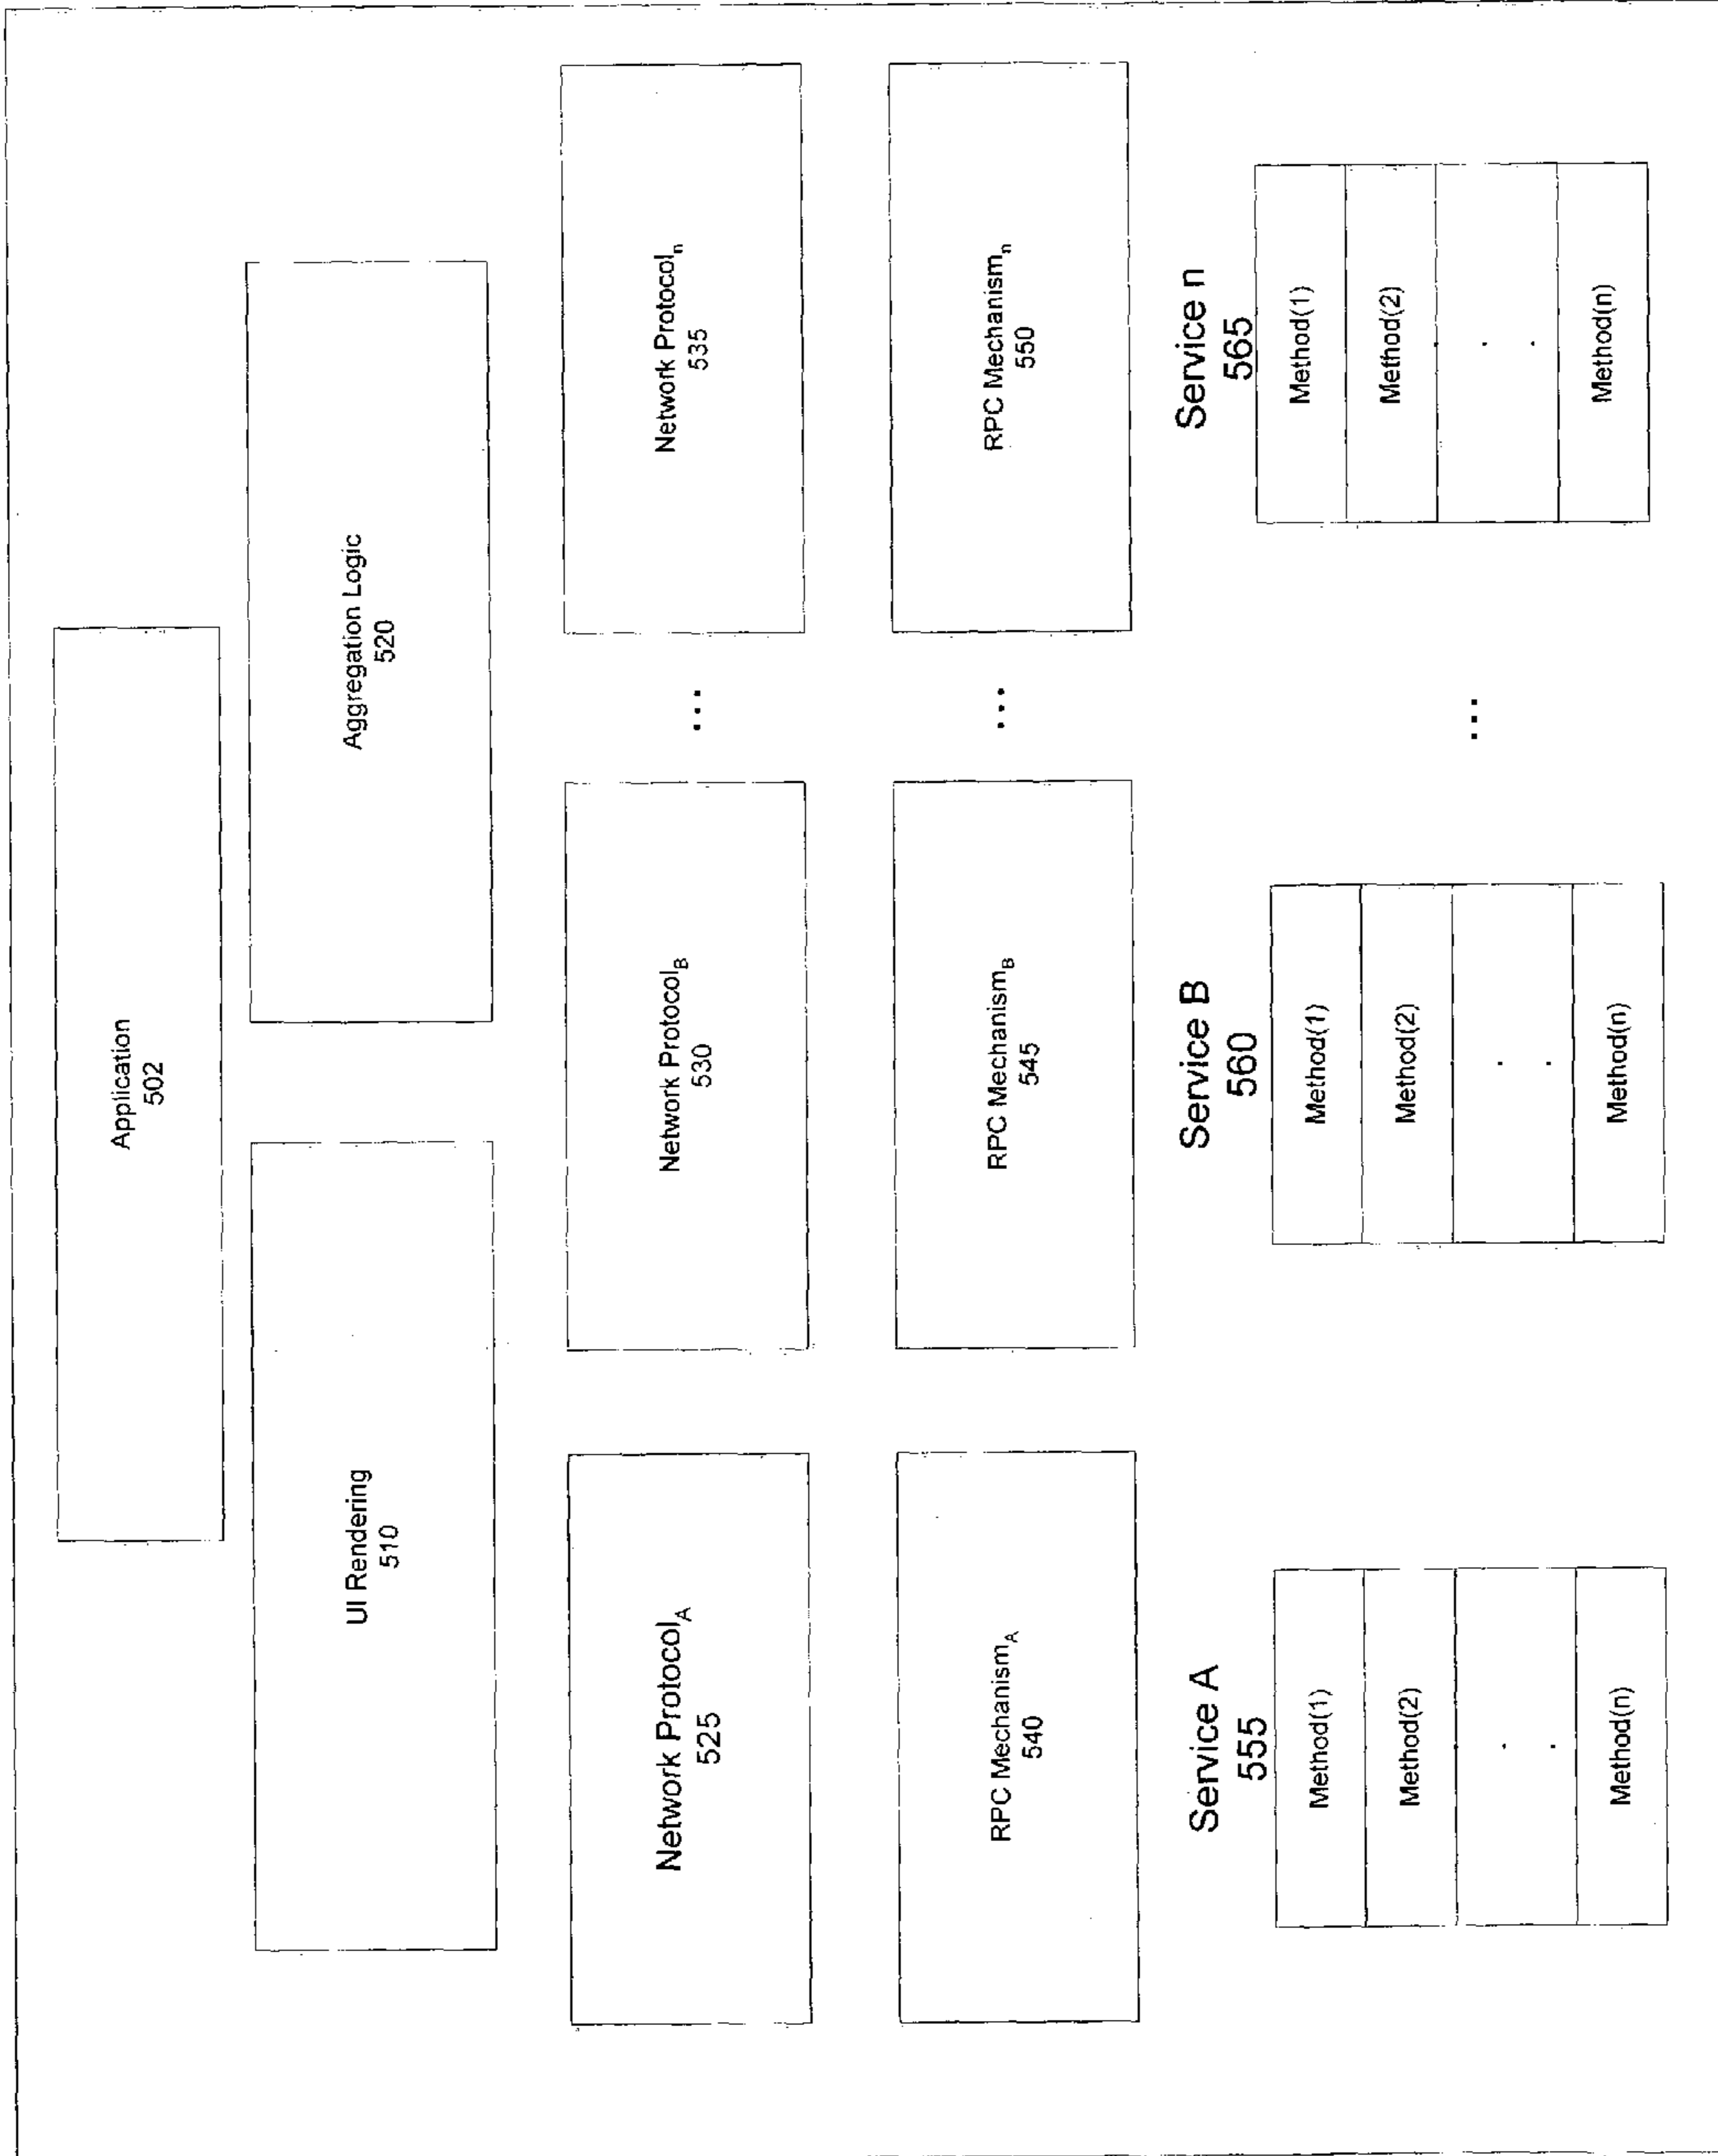 Application
502
UI Rendering
510
Aggregation Logic
520
Network Protocol_A
525
Network Protocol_B
530
...
Network Protocol_n
535
RPC Mechanism_A
540
RPC Mechanism_B
545
...
RPC Mechanism_n
550
Service A
555
Method(1)
Method(2)
. .
Method(n)
Service B
560
Method(1)
Method(2)
. .
Method(n)
...
Service n
565
Method(1)
Method(2)
. . .
Method(n)